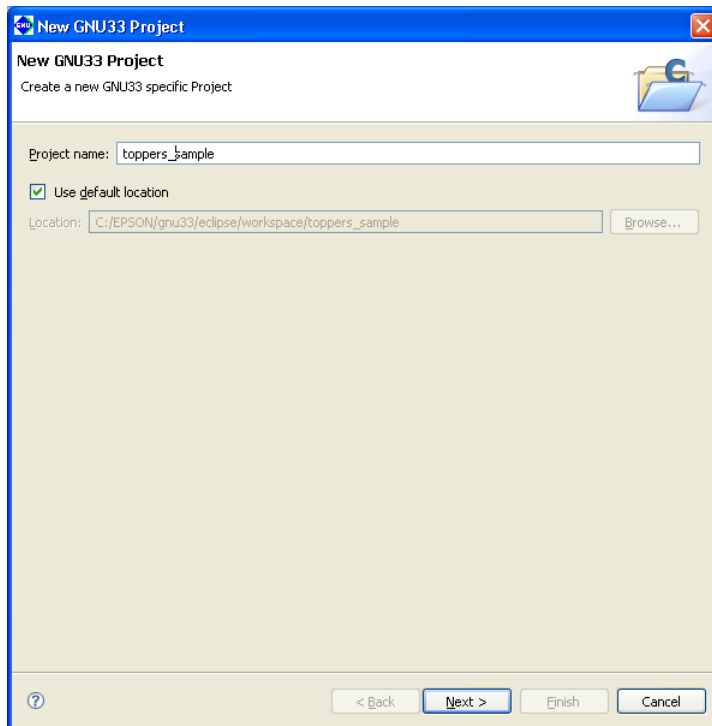 GNU New GNU33 Project
New GNU33 Project
Create a new GNU33 specific Project
C
Project name: toppers_sample
Use default location
Location: C:/EPSON/gnu33/eclipse/workspace/toppers_sample Browse...
? < Back Next > Finish Cancel